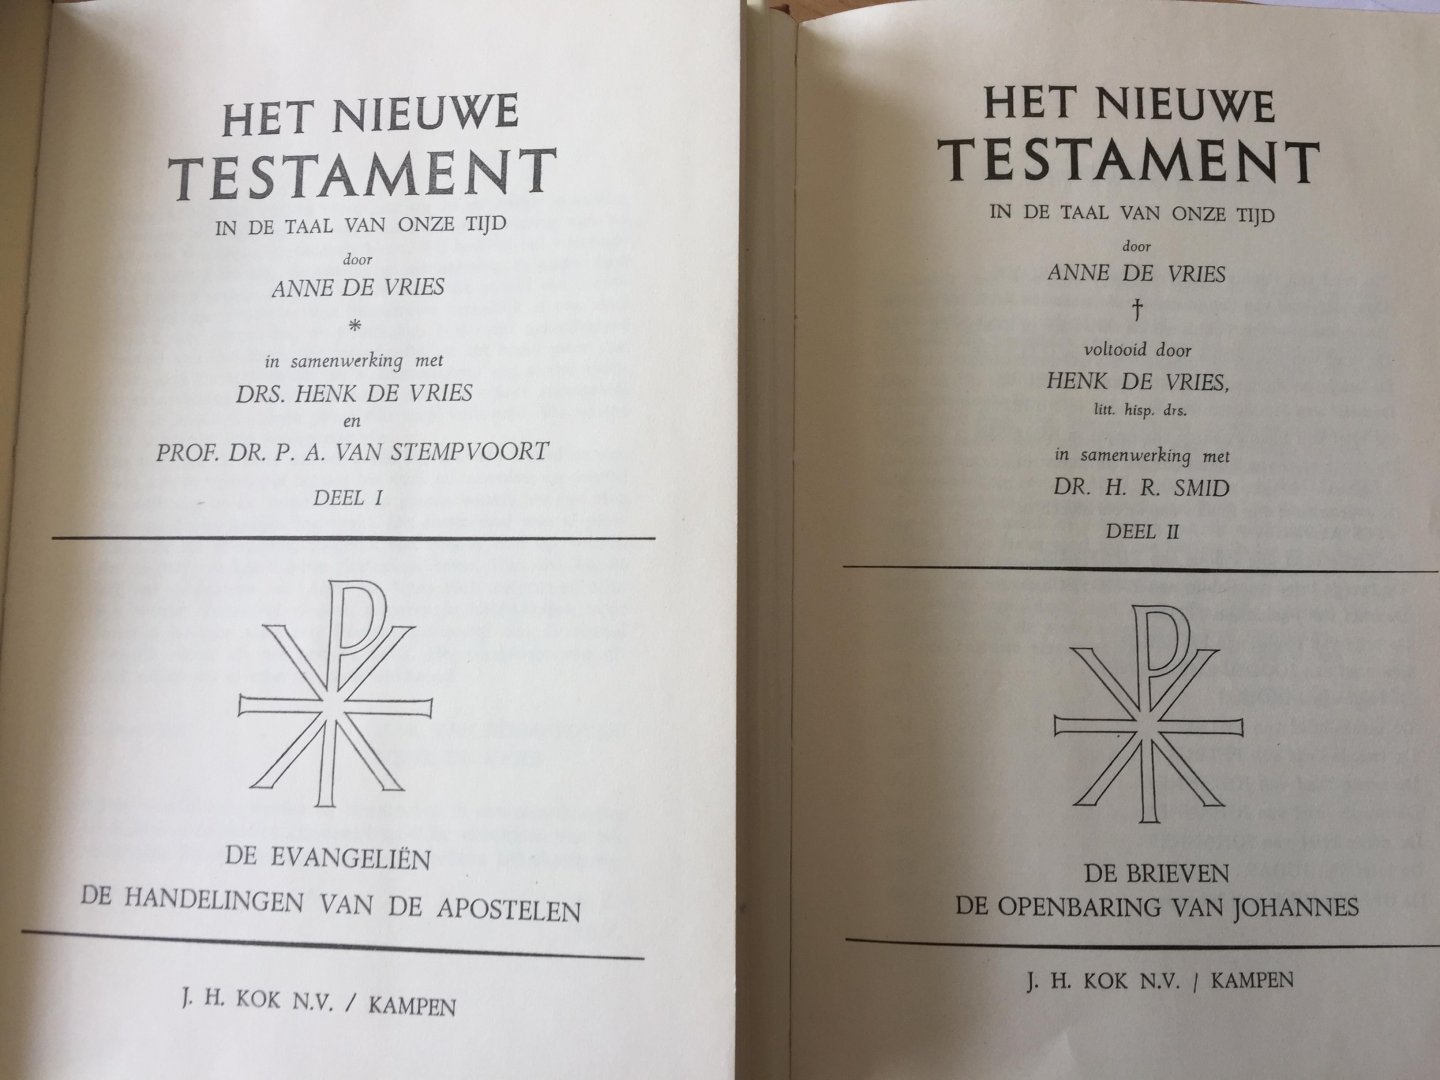 HET NIEUWE
TESTAMENT
IN DE TAAL VAN ONZE TIJD
door
ANNE DE VRIES
*
in samenwerking met
DRS. HENK DE VRIES
en
PROF. DR. P. A. VAN STEMPVOORT
DEEL I
DE EVANGELIËN
DE HANDELINGEN VAN DE APOSTELEN
J. H. KOK N.V. / KAMPEN
HET NIEUWE
TESTAMENT
IN DE TAAL VAN ONZE TIJD
door
ANNE DE VRIES
†
voltooid door
HENK DE VRIES,
litt. hisp. drs.
in samenwerking met
DR. H. R. SMID
DEEL II
DE BRIEVEN
DE OPENBARING VAN JOHANNES
J. H. KOK N.V. / KAMPEN